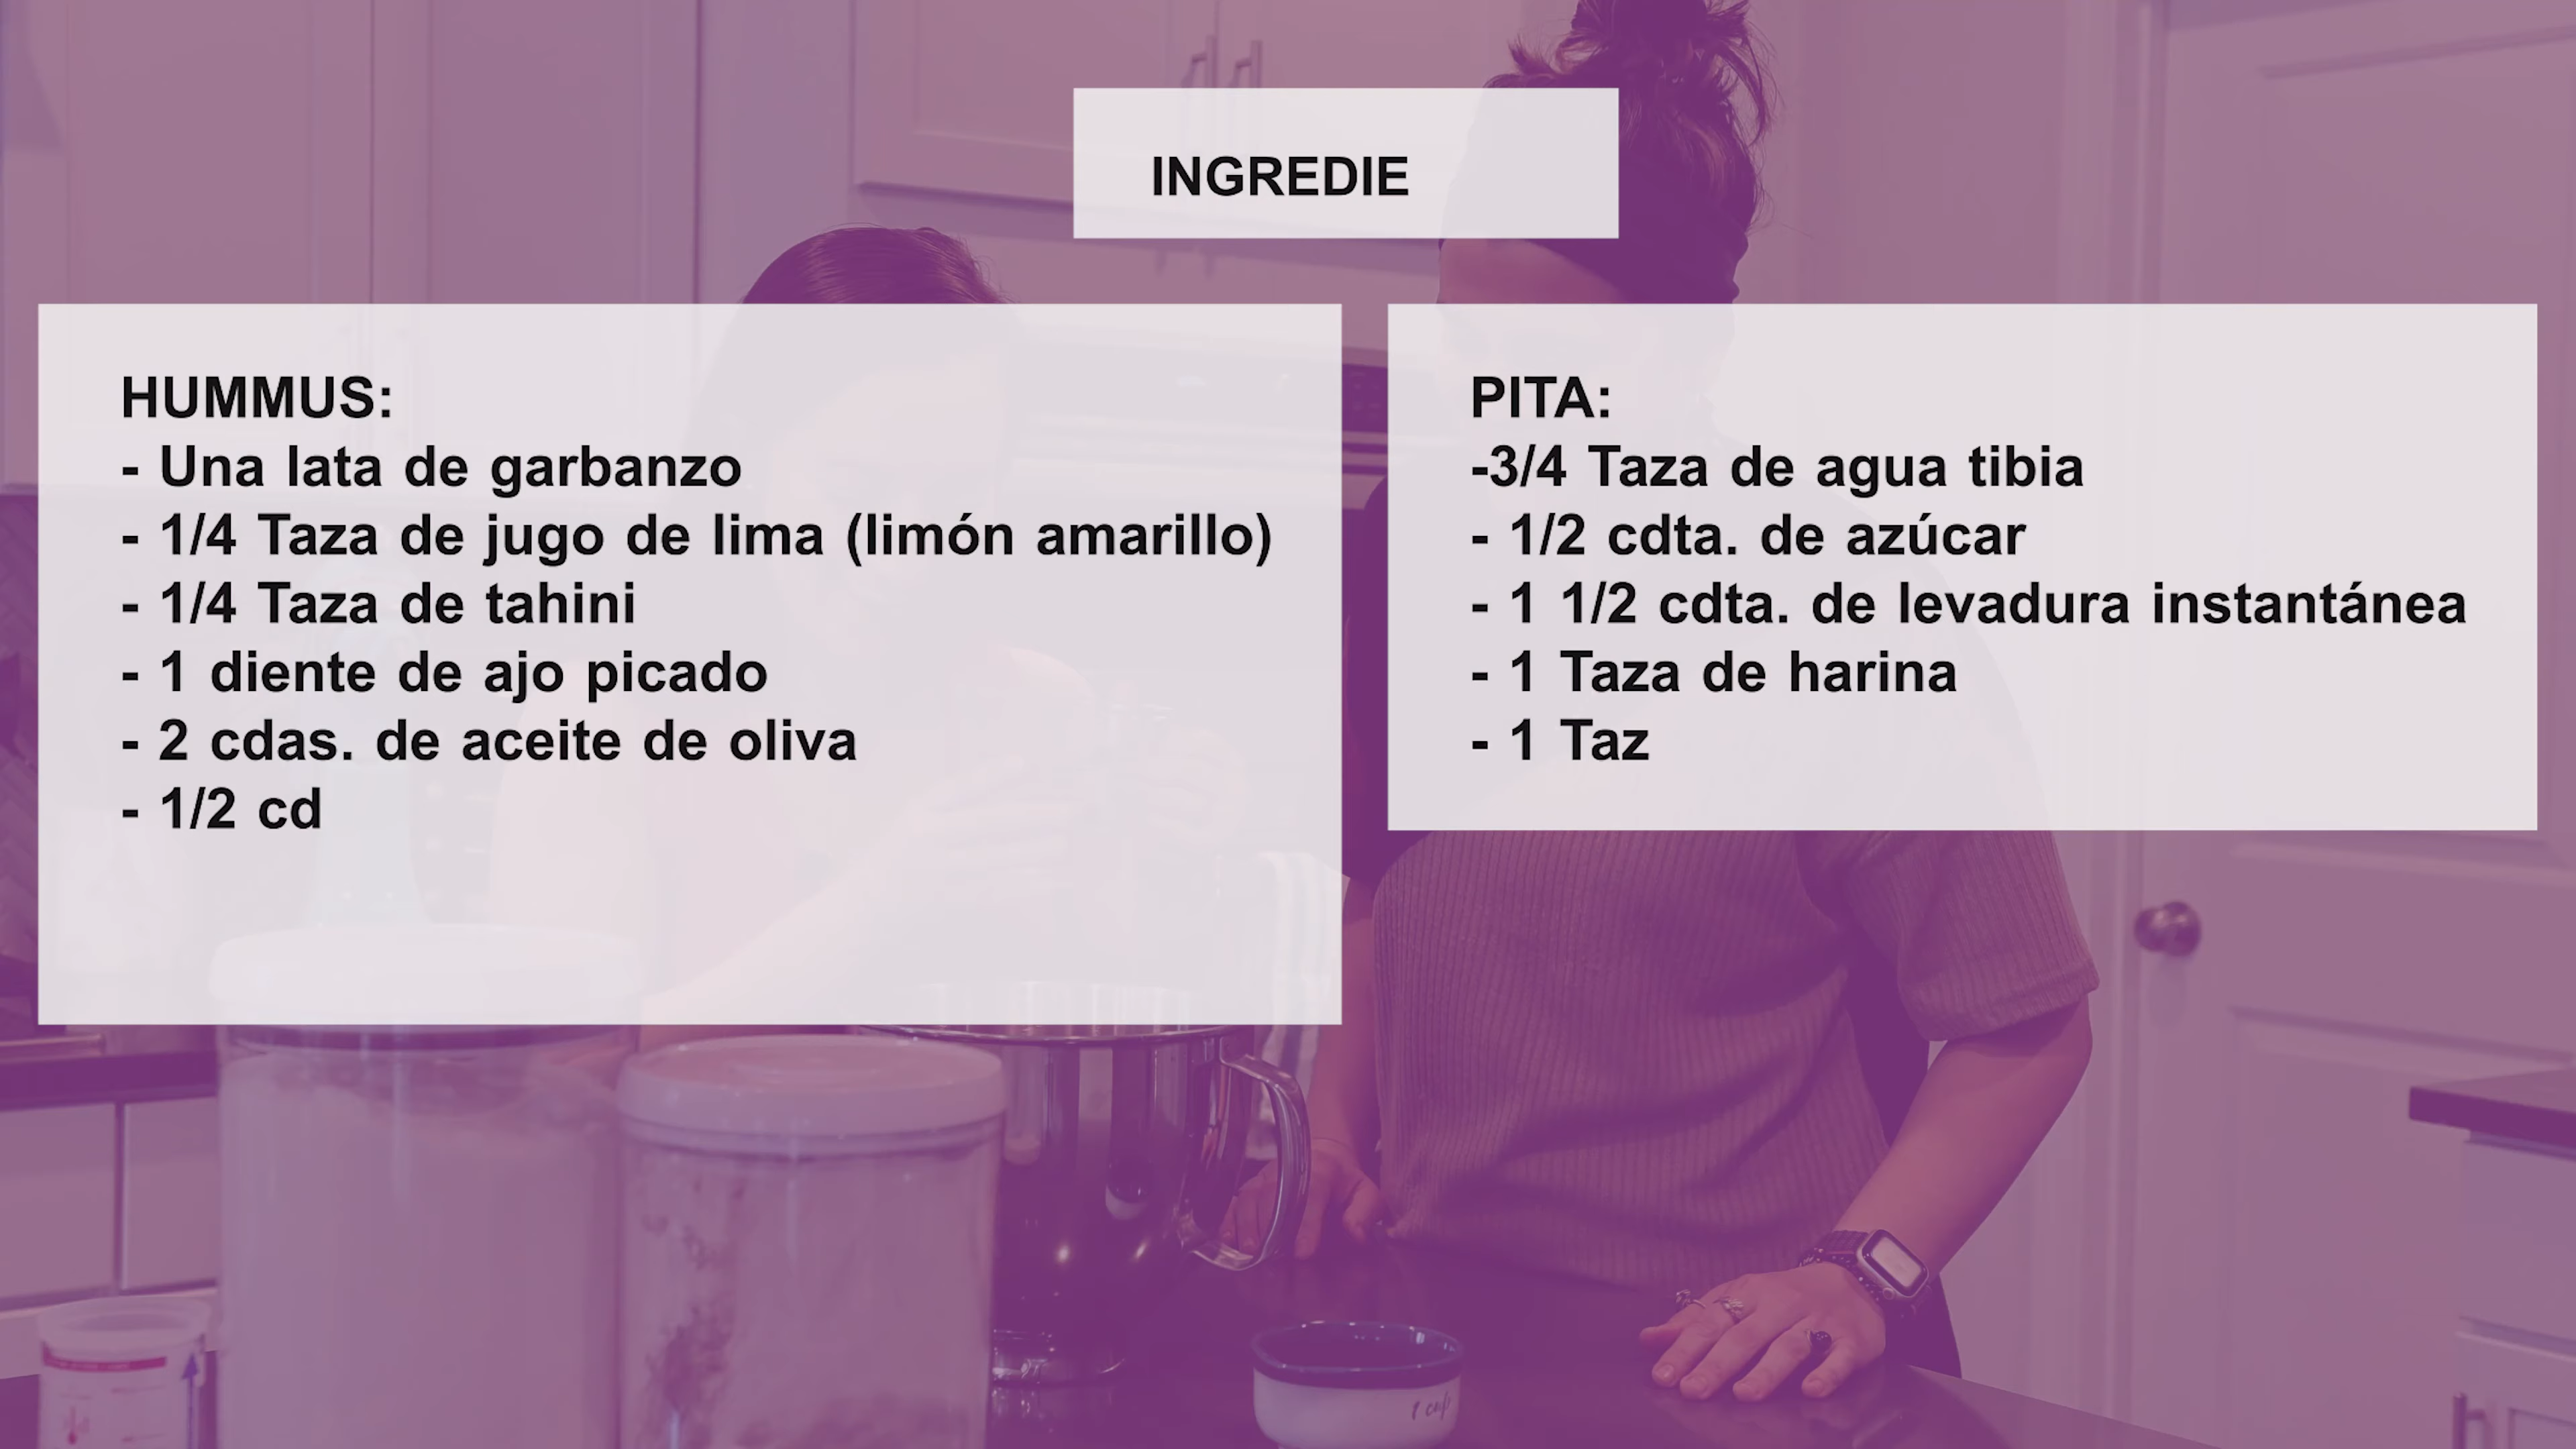 INGREDIE
HUMMUS:
- Una lata de garbanzo
- 1/4 Taza de jugo de lima (limón amarillo)
- 1/4 Taza de tahini
- 1 diente de ajo picado
- 2 cdas. de aceite de oliva
- 1/2 cd
PITA:
-3/4 Taza de agua tibia
- 1/2 cdta. de azúcar
- 1 1/2 cdta. de levadura instantánea
- 1 Taza de harina
- 1 Taz
1 cup